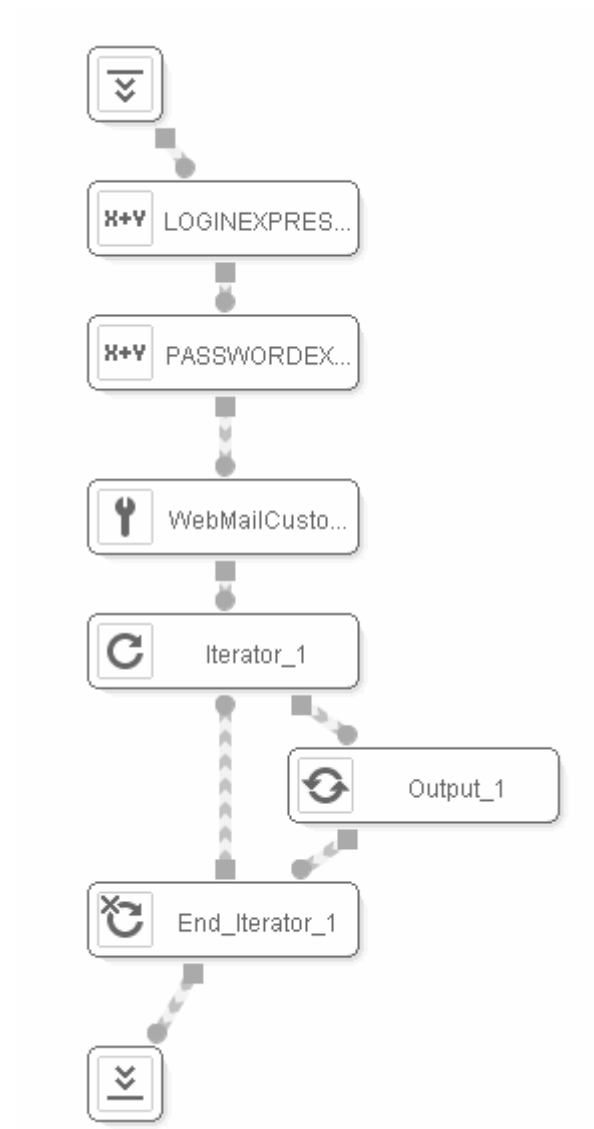 X+Y LOGINEXPRES...
X+Y PASSWORDEX...
WebMailCusto...
Iterator_1
Output_1
End_Iterator_1